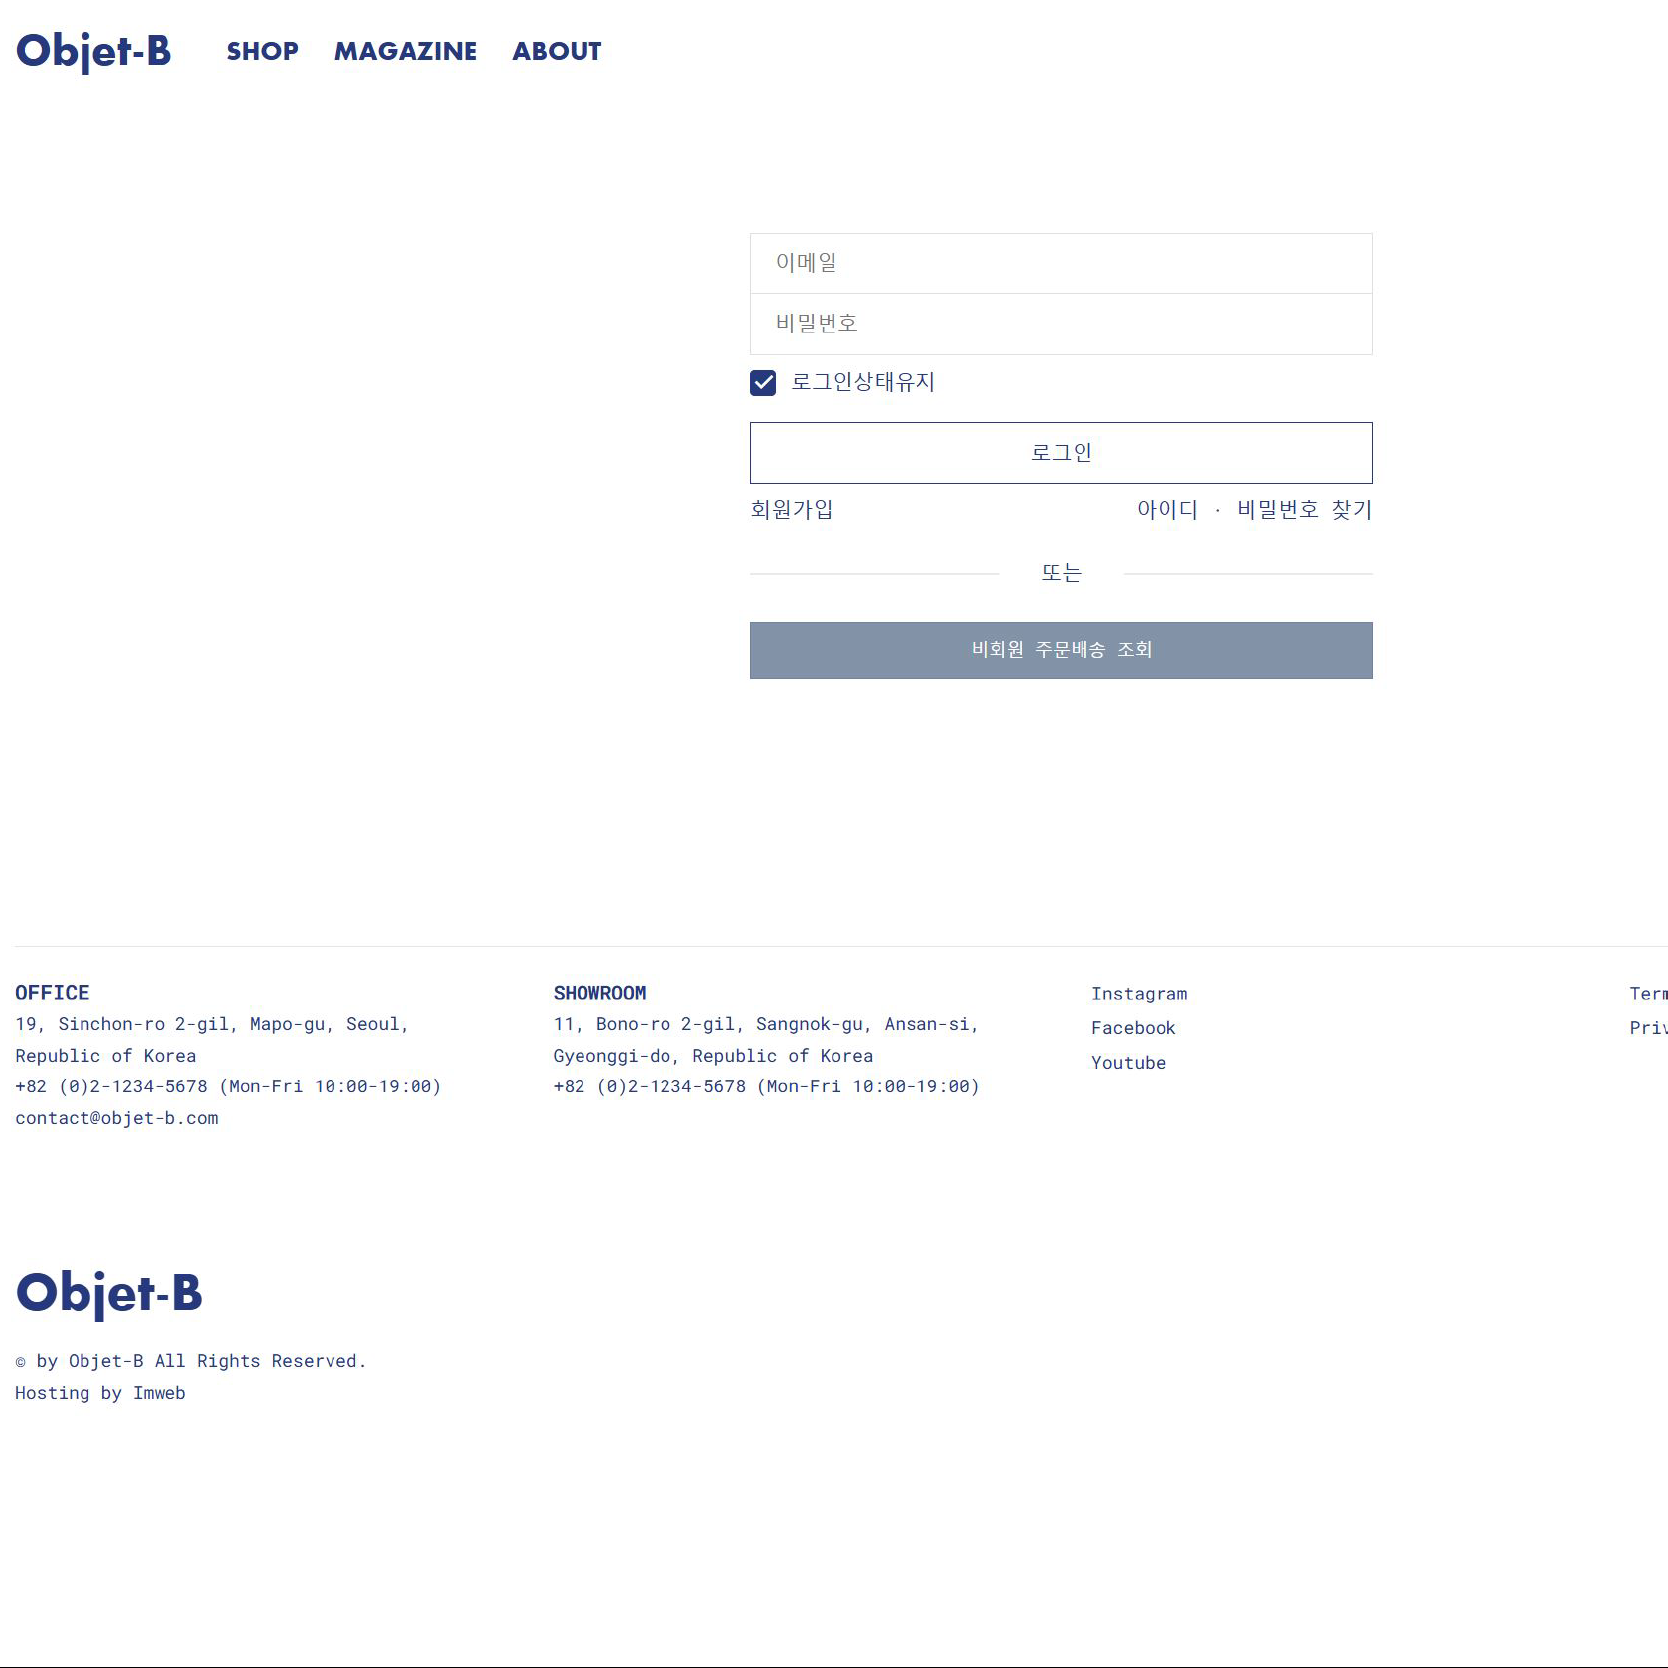 Objet-B SHOP MAGAZINE ABOUT
이메일
비밀번호
로그인상태유지
로그인
회원가입 아이디 · 비밀번호 찾기
또는
비회원 주문배송 조회
OFFICE
19, Sinchon-ro 2-gil, Mapo-gu, Seoul,
Republic of Korea
+82 (0)2-1234-5678 (Mon-Fri 10:00-19:00)
contact@objet-b.com
SHOWROOM
11, Bono-ro 2-gil, Sangnok-gu, Ansan-si,
Gyeonggi-do, Republic of Korea
+82 (0)2-1234-5678 (Mon-Fri 10:00-19:00)
Instagram
Facebook
Youtube
Objet-B
© by Objet-B All Rights Reserved.
Hosting by Imweb